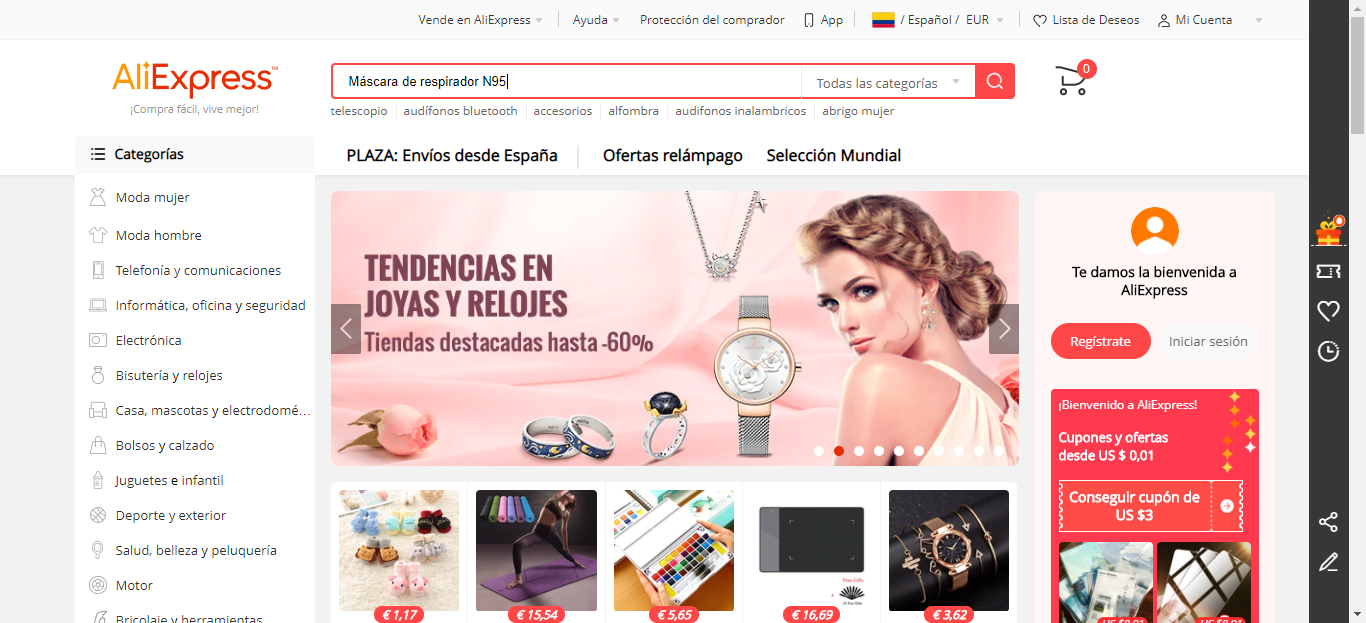 Vende en AliExpress
Ayuda
Protección del comprador
App
/ Español / EUR
Lista de Deseos
Mi Cuenta
AliExpress™
¡Compra fácil, vive mejor!
Máscara de respirador N95
Todas las categorías
0
telescopio
audífonos bluetooth
accesorios
alfombra
audifonos inalambricos
abrigo mujer
Categorías
PLAZA: Envíos desde España
Ofertas relámpago
Selección Mundial
Moda mujer
Moda hombre
Telefonía y comunicaciones
Informática, oficina y seguridad
Electrónica
Bisutería y relojes
Casa, mascotas y electrodomé...
Bolsos y calzado
Juguetes e infantil
Deporte y exterior
Salud, belleza y peluquería
Motor
Bricolaje y herramientas
TENDENCIAS EN
JOYAS Y RELOJES
Tiendas destacadas hasta -60%
€ 1,17
€ 15,54
€ 5,65
Free Gifts
€ 16,69
€ 3,62
Te damos la bienvenida a
AliExpress
Regístrate
Iniciar sesión
¡Bienvenido a AliExpress!
Cupones y ofertas
desde US $ 0,01
Conseguir cupón de
US $3
US $0,01
US $0,01